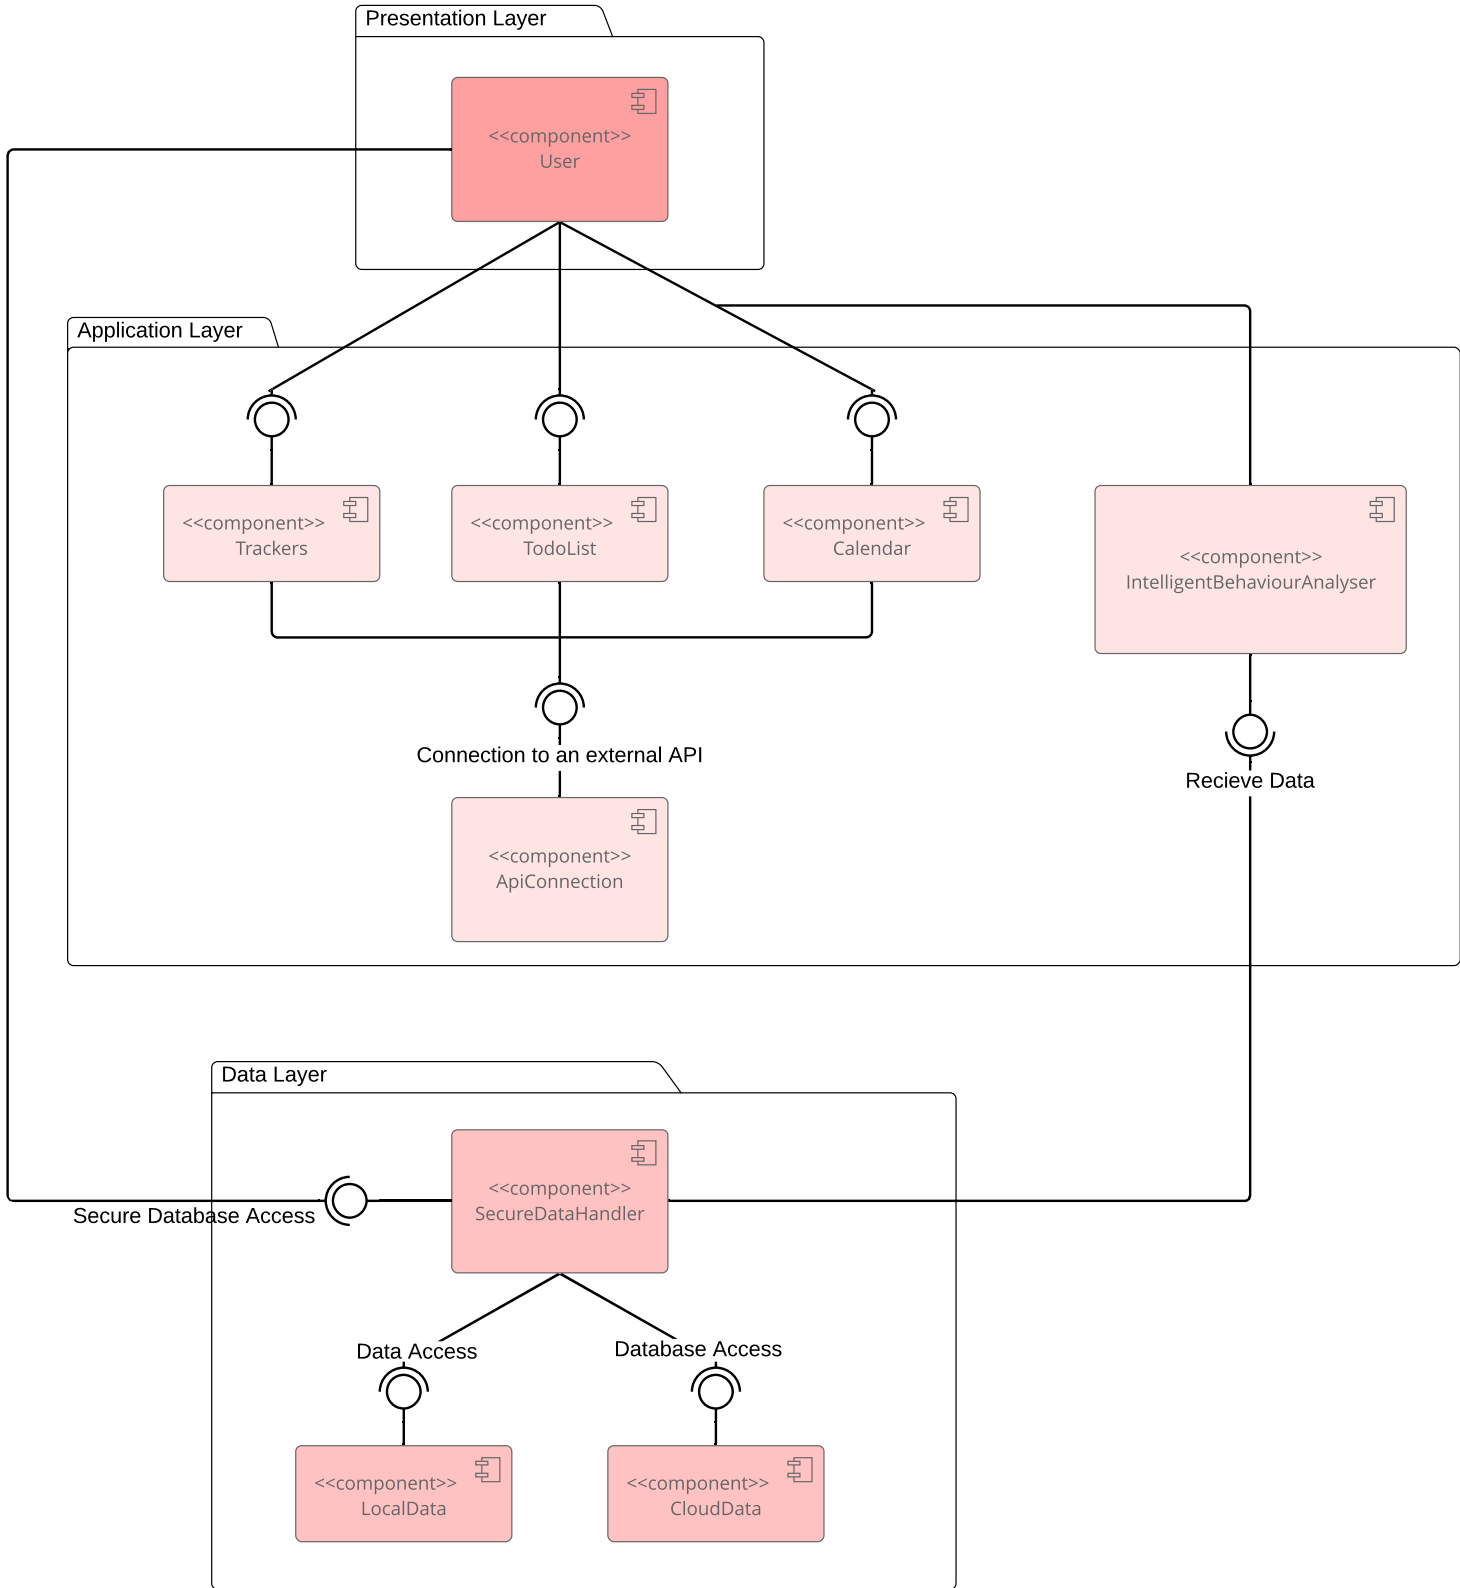 Presentation Layer
<<component>>
User
Application Layer
<<component>>
Trackers
<<component>>
TodoList
<<component>>
Calendar
<<component>>
IntelligentBehaviourAnalyser
Connection to an external API
Recieve Data
<<component>>
ApiConnection
Data Layer
<<component>>
SecureDataHandler
Secure Database Access
Data Access
Database Access
<<component>>
LocalData
<<component>>
CloudData